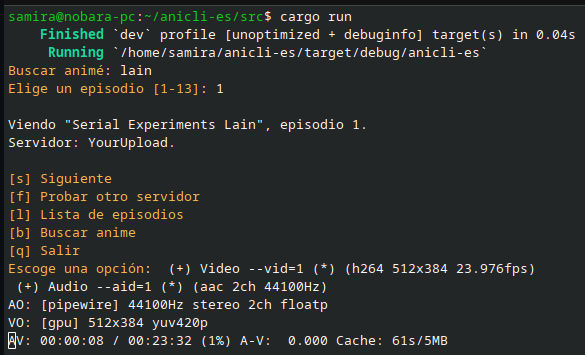 samira@nobara-pc:~/anicli-es/src$ cargo run
    Finished `dev` profile [unoptimized + debuginfo] target(s) in 0.04s
     Running `/home/samira/anicli-es/target/debug/anicli-es`
Buscar animé: lain
Elige un episodio [1-13]: 1

Viendo "Serial Experiments Lain", episodio 1.
Servidor: YourUpload.

[s] Siguiente
[f] Probar otro servidor
[l] Lista de episodios
[b] Buscar anime
[q] Salir
Escoge una opción:  (+) Video --vid=1 (*) (h264 512x384 23.976fps)
 (+) Audio --aid=1 (*) (aac 2ch 44100Hz)
AO: [pipewire] 44100Hz stereo 2ch floatp
VO: [gpu] 512x384 yuv420p
AV: 00:00:08 / 00:23:32 (1%) A-V:  0.000 Cache: 61s/5MB